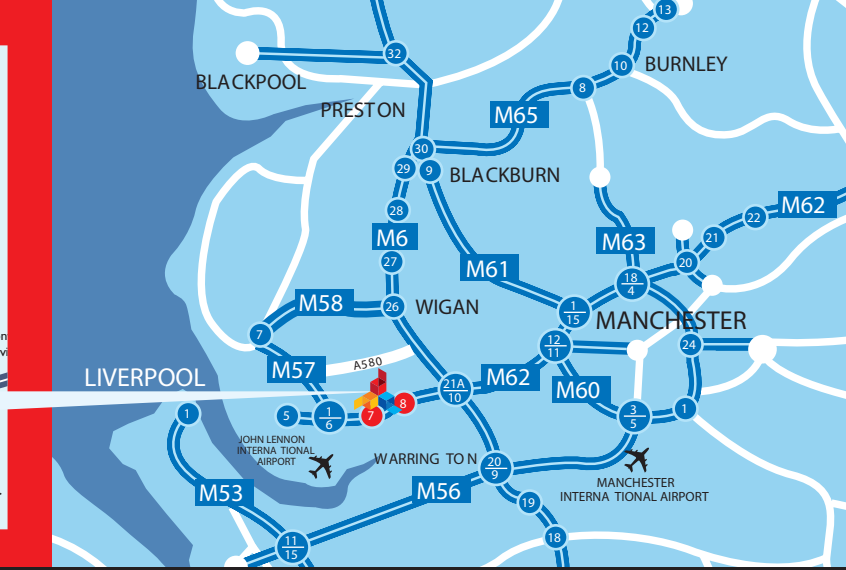 13
12
32
BLACKPOOL
10
BURNLEY
8
PRESTON
M65
30
29
9
BLACKBURN
28
M62
22
21
M6
M63
27
M61
20
18
4
M58
26
WIGAN
1
15
MANCHESTER
7
12
11
24
A580
M57
LIVERPOOL
21A
10
M62
M60
1
5
1
6
7
8
3
5
1
JOHN LENNON
INTERNA TIONAL
AIRPORT
WARRING TO N
20
9
MANCHESTER
INTERNA TIONAL AIRPORT
M53
M56
19
11
15
18